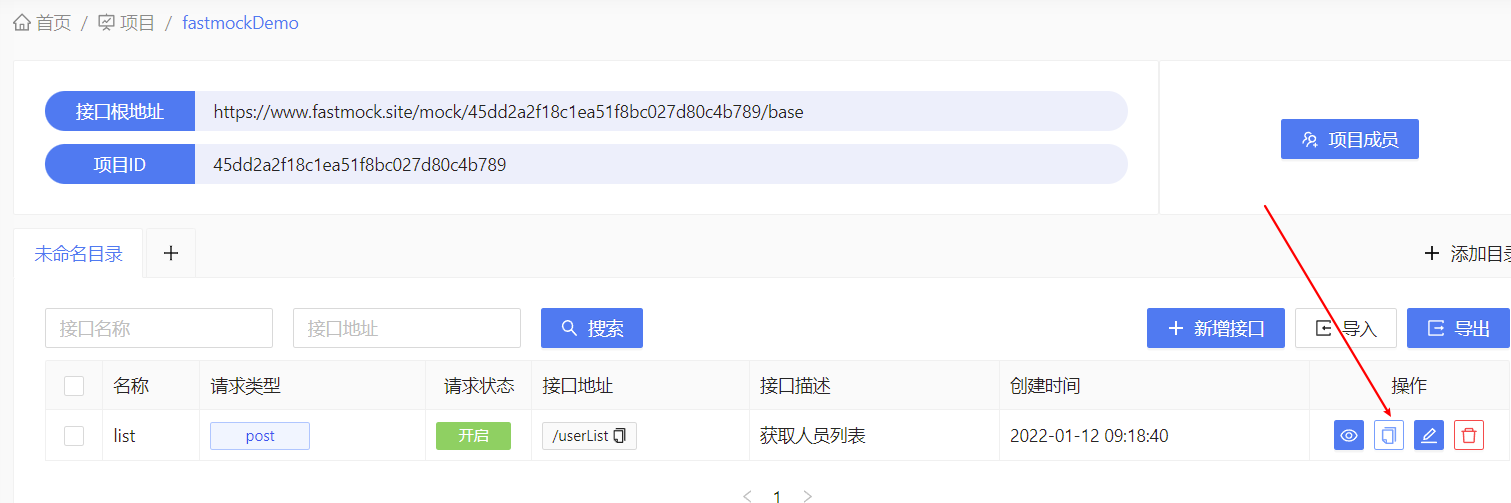 首页 / 项目 / fastmockDemo
接口根地址 https://www.fastmock.site/mock/45dd2a2f18c1ea51f8bc027d80c4b789/base
项目ID 45dd2a2f18c1ea51f8bc027d80c4b789
项目成员
未命名目录 + + 添加目录
接口名称 接口地址 搜索 + 新增接口 导入 导出
名称 请求类型 请求状态 接口地址 接口描述 创建时间 操作
list post 开启 /userList 获取人员列表 2022-01-12 09:18:40
< 1 >